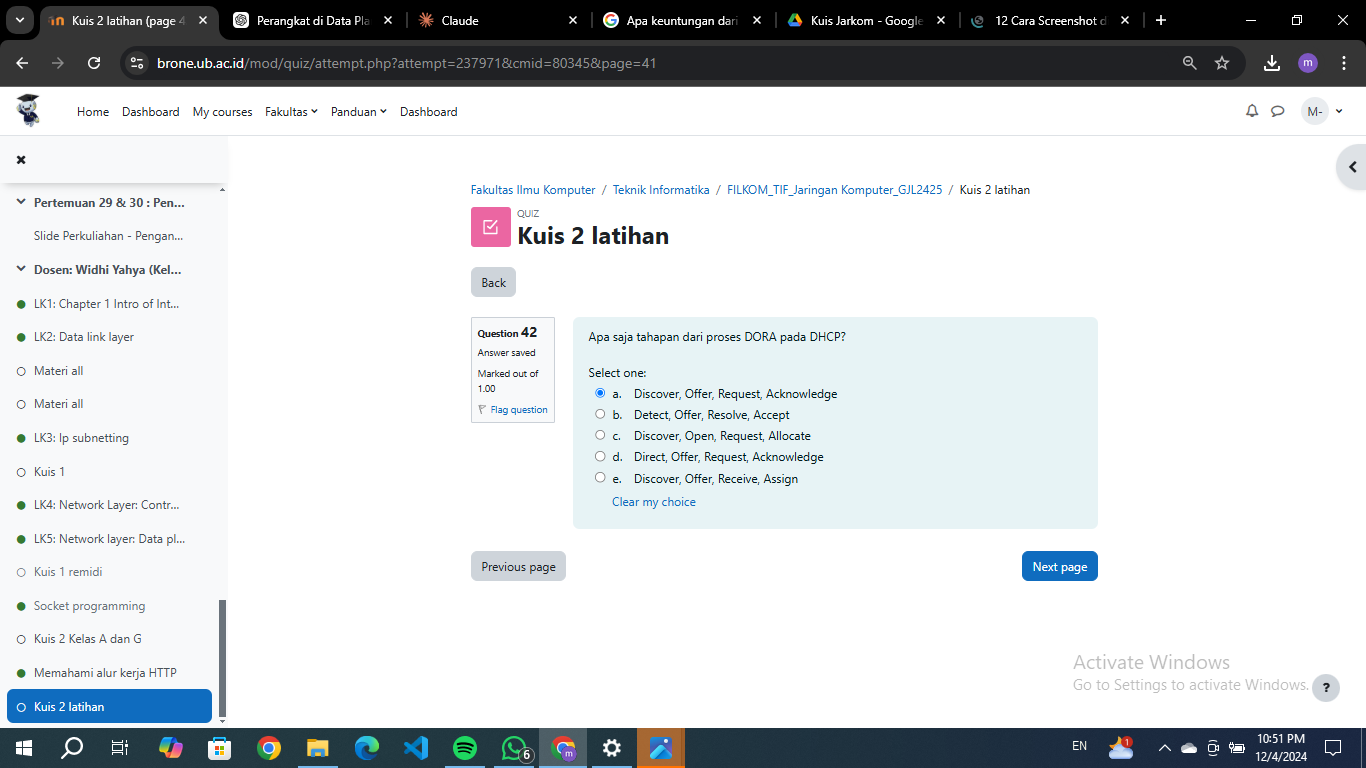 Kuis 2 latihan (page 4
Perangkat di Data Pla
Claude
Apa keuntungan dari
Kuis Jarkom - Google
12 Cara Screenshot d
brone.ub.ac.id/mod/quiz/attempt.php?attempt=237971&cmid=80345&page=41
m
Home
Dashboard
My courses
Fakultas
Panduan
Dashboard
M-
Pertemuan 29 & 30 : Pen...
Slide Perkuliahan - Pengan...
Dosen: Widhi Yahya (Kel...
LK1: Chapter 1 Intro of Int...
LK2: Data link layer
Materi all
Materi all
LK3: Ip subnetting
Kuis 1
LK4: Network Layer: Contr...
LK5: Network layer: Data pl...
Kuis 1 remidi
Socket programming
Kuis 2 Kelas A dan G
Memahami alur kerja HTTP
Kuis 2 latihan
Fakultas Ilmu Komputer / Teknik Informatika / FILKOM_TIF_Jaringan Komputer_GJL2425 / Kuis 2 latihan
QUIZ
Kuis 2 latihan
Back
Question 42
Answer saved
Marked out of
1.00
Flag question
Apa saja tahapan dari proses DORA pada DHCP?
Select one:
a. Discover, Offer, Request, Acknowledge
b. Detect, Offer, Resolve, Accept
c. Discover, Open, Request, Allocate
d. Direct, Offer, Request, Acknowledge
e. Discover, Offer, Receive, Assign
Clear my choice
Previous page
Next page
Activate Windows
Go to Settings to activate Windows.
?
6
m
EN
1
10:51 PM
12/4/2024